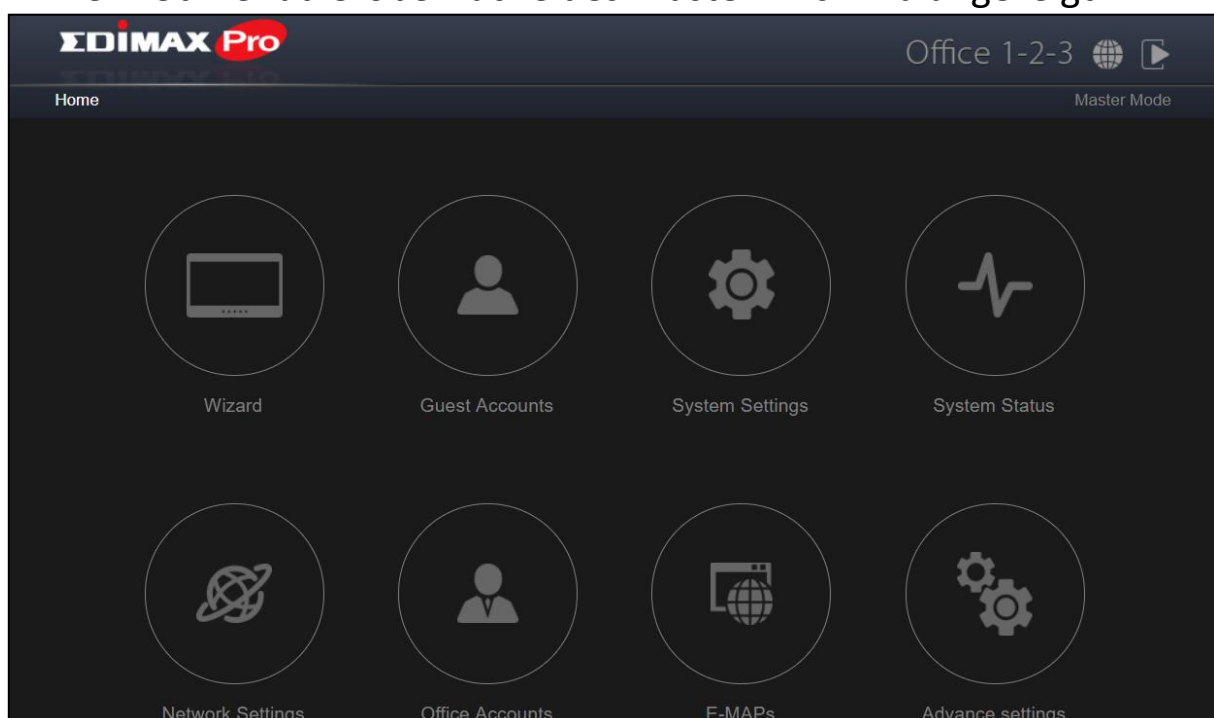 EDIMAX Pro
Office 1-2-3
Home
Master Mode
Wizard
Guest Accounts
System Settings
System Status
Network Settings
Office Accounts
E-MAPs
Advance settings